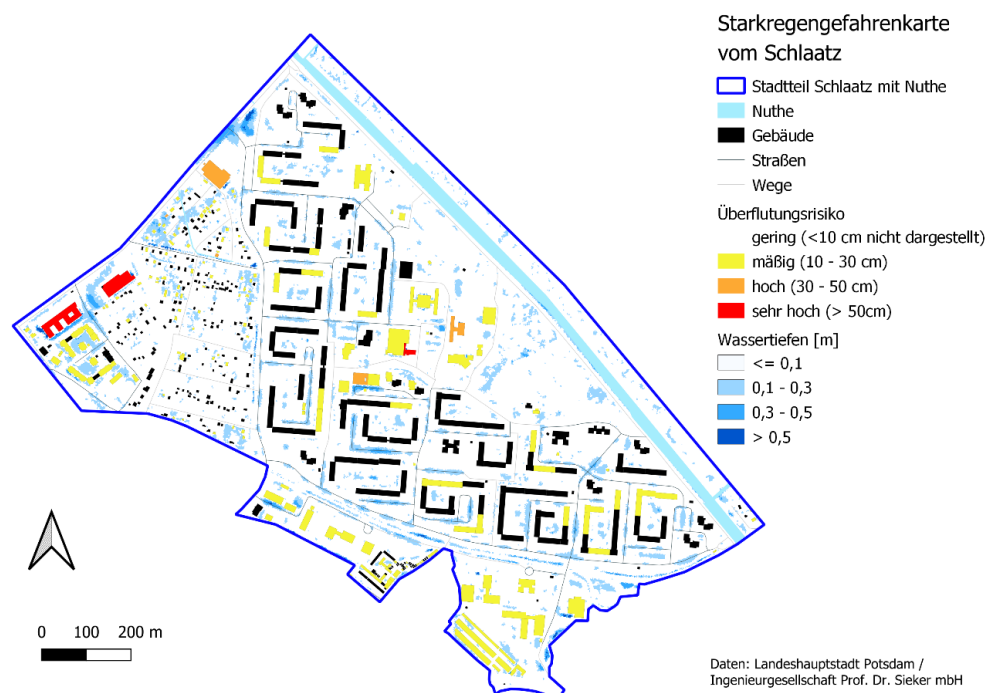 Starkregengefahrenkarte
vom Schlaatz
Stadtteil Schlaatz mit Nuthe
Nuthe
Gebäude
Straßen
Wege
Überflutungsrisiko
gering (<10 cm nicht dargestellt)
mäßig (10 - 30 cm)
hoch (30 - 50 cm)
sehr hoch (> 50cm)
Wassertiefen [m]
<= 0,1
0,1 - 0,3
0,3 - 0,5
> 0,5
0 100 200 m
Daten: Landeshauptstadt Potsdam /
Ingenieurgesellschaft Prof. Dr. Sieker mbH